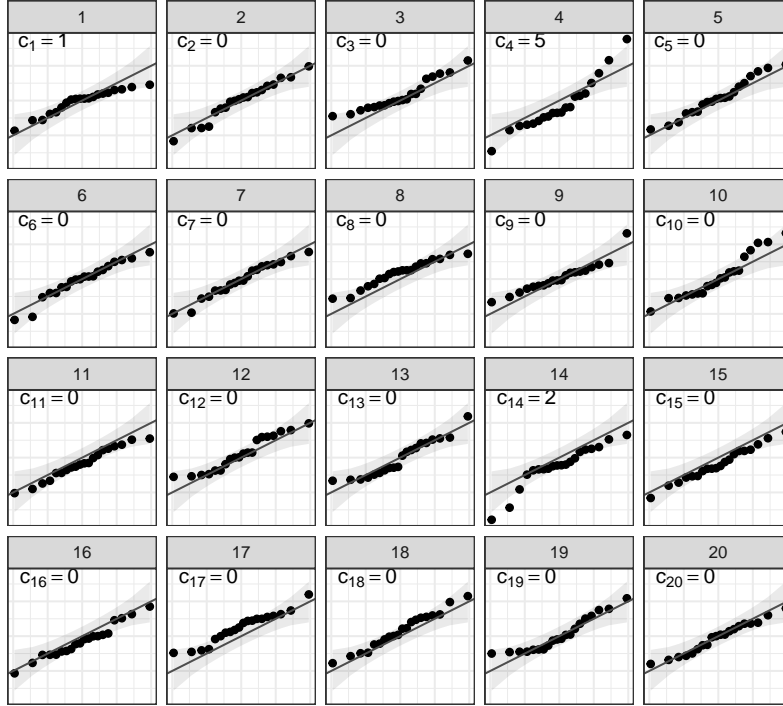 1 2 3 4 5
c₁ = 1 c₂ = 0 c₃ = 0 c₄ = 5 c₅ = 0
6 7 8 9 10
c₆ = 0 c₇ = 0 c₈ = 0 c₉ = 0 c₁₀ = 0
11 12 13 14 15
c₁₁ = 0 c₁₂ = 0 c₁₃ = 0 c₁₄ = 2 c₁₅ = 0
16 17 18 19 20
c₁₆ = 0 c₁₇ = 0 c₁₈ = 0 c₁₉ = 0 c₂₀ = 0